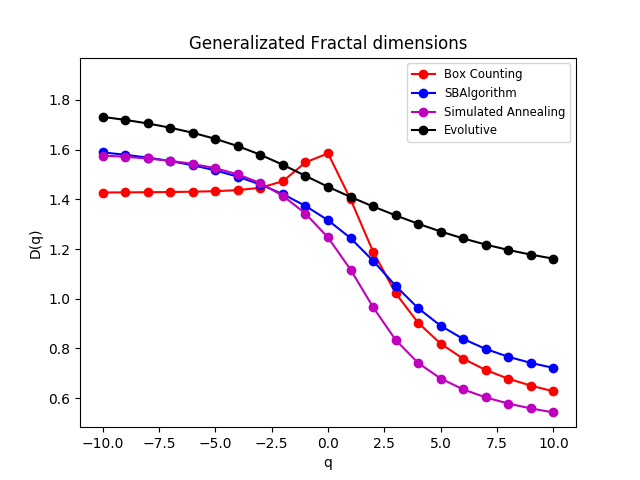 Generalizated Fractal dimensions
Box Counting
SBAlgorithm
Simulated Annealing
Evolutive
D(q)
1.8
1.6
1.4
1.2
1.0
0.8
0.6
−10.0 −7.5 −5.0 −2.5 0.0 2.5 5.0 7.5 10.0
q